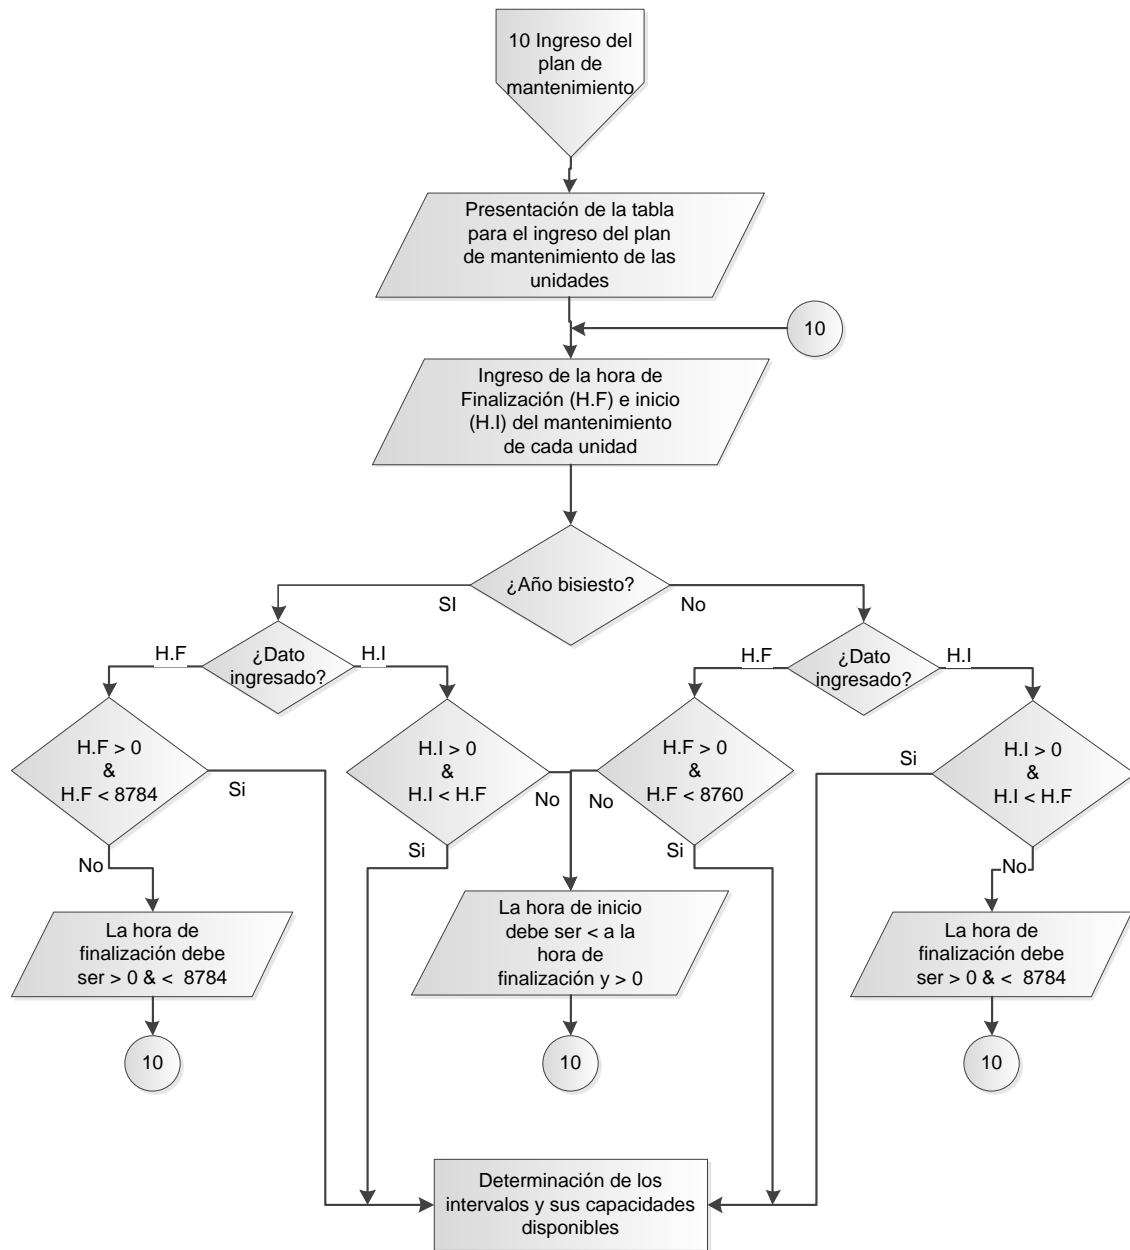 10 Ingreso del
plan de
mantenimiento
Presentación de la tabla
para el ingreso del plan
de mantenimiento de las
unidades
10
Ingreso de la hora de
Finalización (H.F) e inicio
(H.I) del mantenimiento
de cada unidad
¿Año bisiesto?
SI
No
H.F
¿Dato
ingresado?
H.I
H.F
¿Dato
ingresado?
H.I
H.F > 0
&
H.F < 8784
Si
No
H.I > 0
&
H.I < H.F
No
Si
H.F > 0
&
H.F < 8760
No
Si
H.I > 0
&
H.I < H.F
Si
No
La hora de
finalización debe
ser > 0 & < 8784
La hora de inicio
debe ser < a la
hora de
finalización y > 0
La hora de
finalización debe
ser > 0 & < 8784
10
10
10
Determinación de los
intervalos y sus capacidades
disponibles